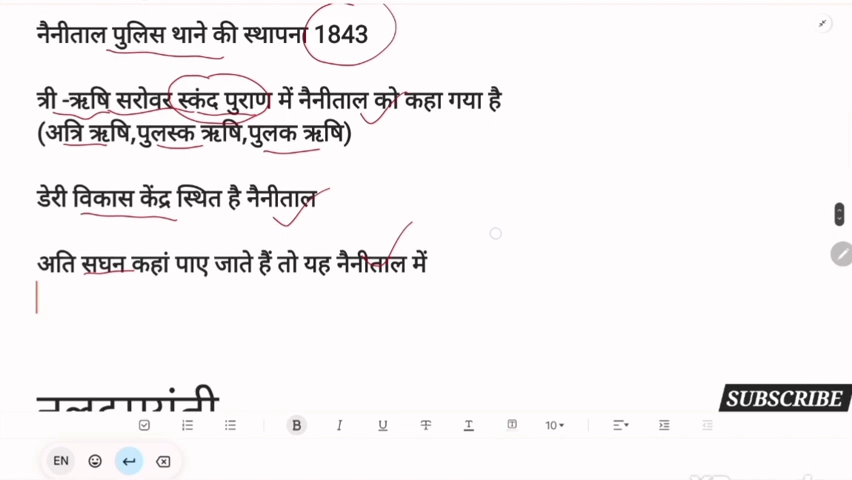 नैनीताल पुलिस थाने की स्थापना 1843
त्री -ऋषि सरोवर स्कंद पुराण में नैनीताल को कहा गया है
(अत्रि ऋषि,पुलस्क ऋषि,पुलक ऋषि)
डेरी विकास केंद्र स्थित है नैनीताल
अति सघन कहां पाए जाते हैं तो यह नैनीताल में
SUBSCRIBE
B I U T T T 10
EN